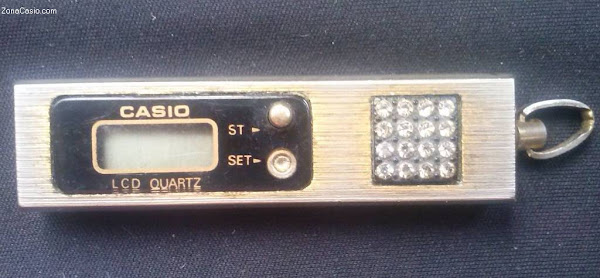 ZonaCasio.com
CASIO
ST ►
SET ►
LCD QUARTZ